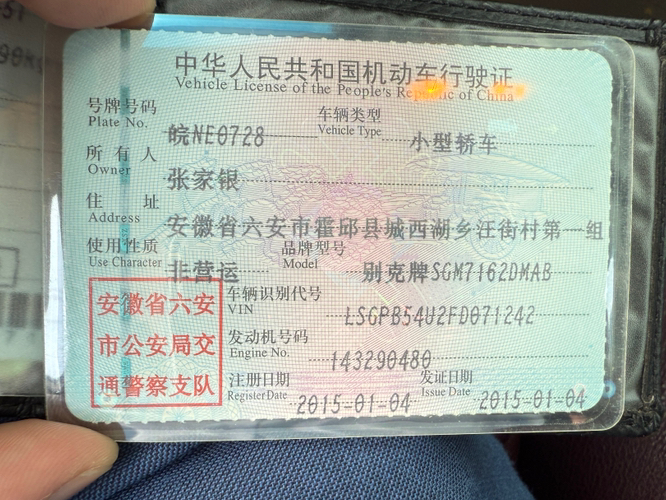 中华人民共和国机动车行驶证
Vehicle License of the People's Republic of China
号牌号码 皖NE0728 车辆类型 小型轿车
Plate No. Vehicle Type
所有人 张家银
Owner
住址 安徽省六安市霍邱县城西湖乡汪街村第一组
Address
使用性质 非营运 品牌型号 别克牌SGM7162DMAB
Use Character Model
安徽省六安
市公安局交
通警察支队
车辆识别代号 LSGPB54U2FD071242
VIN
发动机号码 143290480
Engine No.
注册日期 2015-01-04 发证日期 2015-01-04
Register Date Issue Date